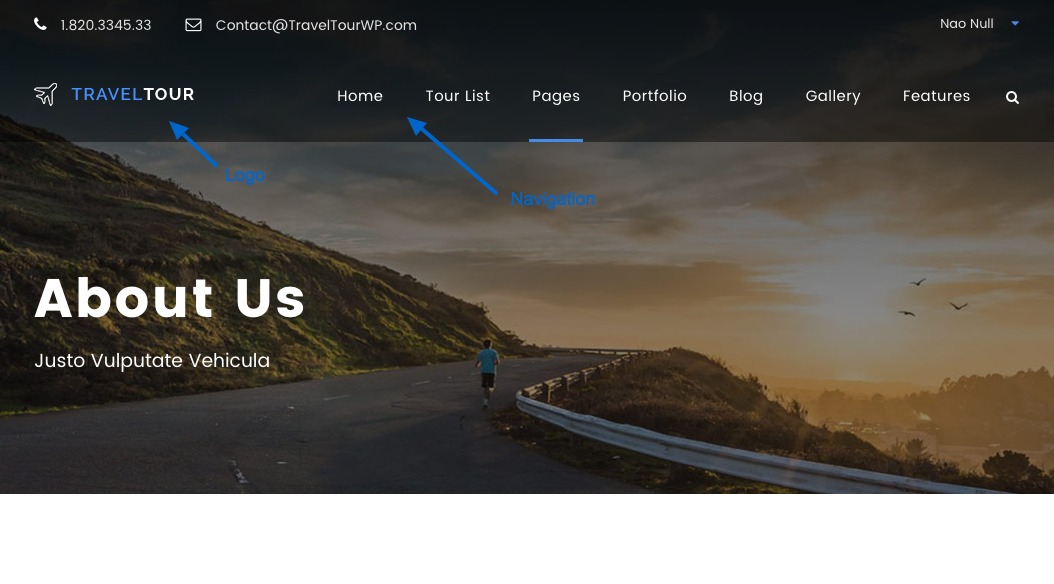 1.820.3345.33 Contact@TravelTourWP.com Nao Null
TRAVELTOUR Home Tour List Pages Portfolio Blog Gallery Features
Logo
Navigation
About Us
Justo Vulputate Vehicula